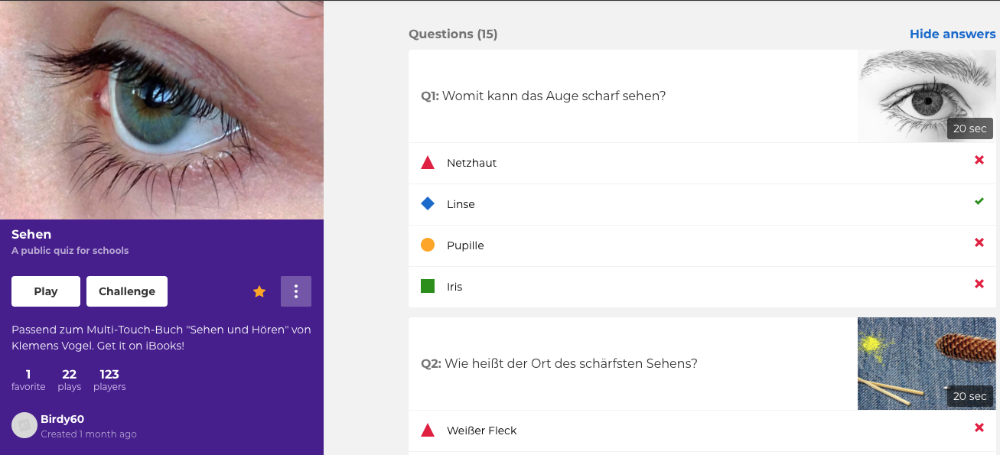 Sehen
A public quiz for schools
Play
Challenge
Passend zum Multi-Touch-Buch "Sehen und Hören" von
Klemens Vogel. Get it on iBooks!
1
favorite
22
plays
123
players
Birdy60
Created 1 month ago
Questions (15)
Hide answers
Q1: Womit kann das Auge scharf sehen?
20 sec
Netzhaut
Linse
Pupille
Iris
Q2: Wie heißt der Ort des schärfsten Sehens?
20 sec
Weißer Fleck